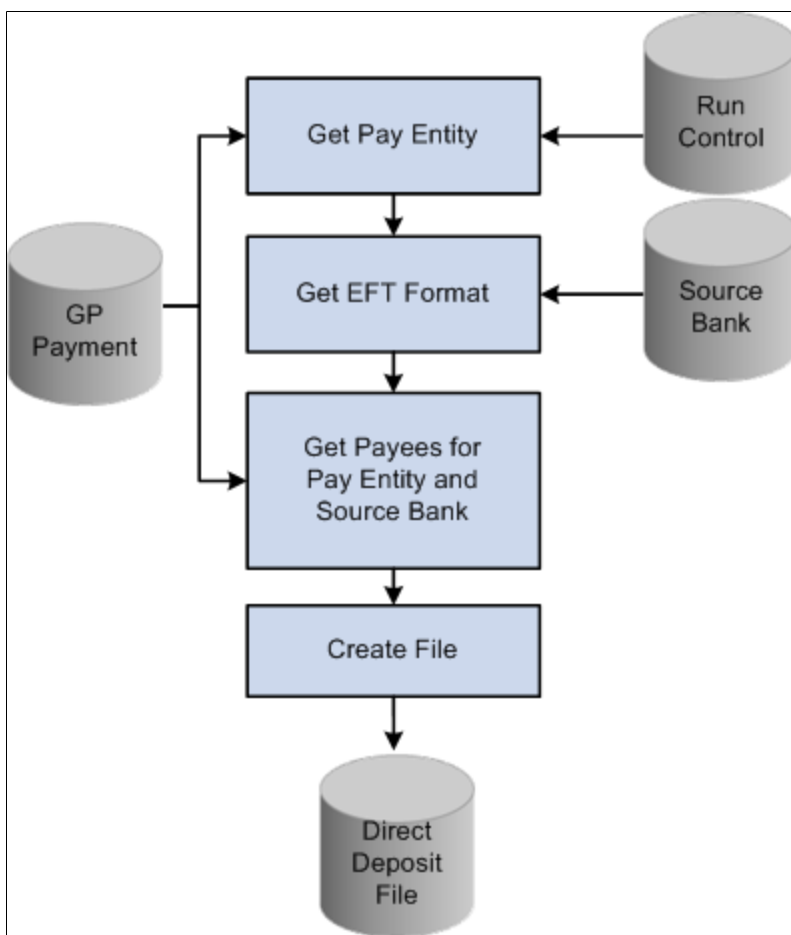 Get Pay Entity
Run
Control
GP
Payment
Get EFT Format
Source
Bank
Get Payees for
Pay Entity and
Source Bank
Create File
Direct
Deposit
File